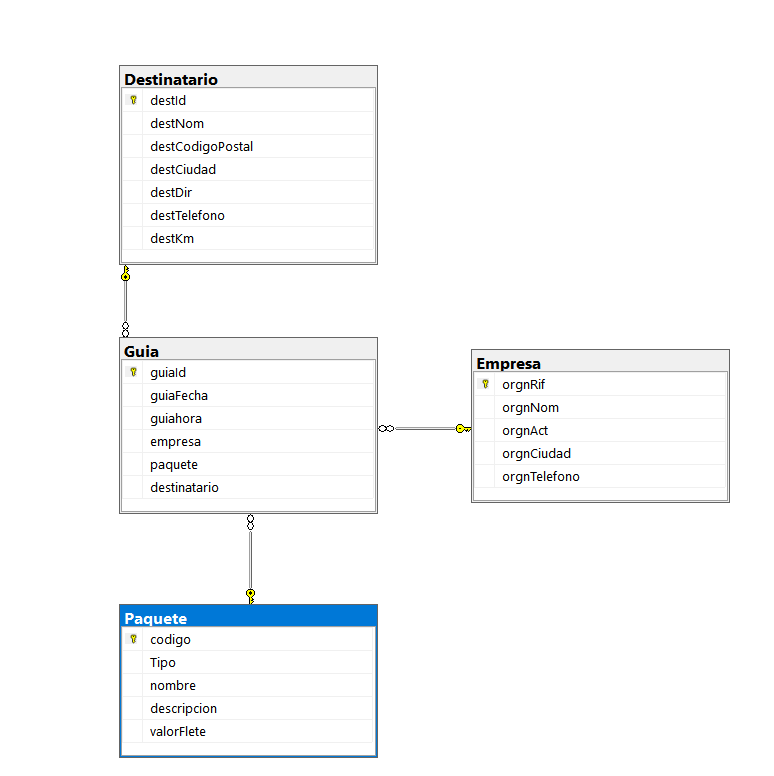 Destinatario
destId
destNom
destCodigoPostal
destCiudad
destDir
destTelefono
destKm
Guia
guiaId
guiaFecha
guiahora
empresa
paquete
destinatario
Empresa
orgnRif
orgnNom
orgnAct
orgnCiudad
orgnTelefono
Paquete
codigo
Tipo
nombre
descripcion
valorFlete